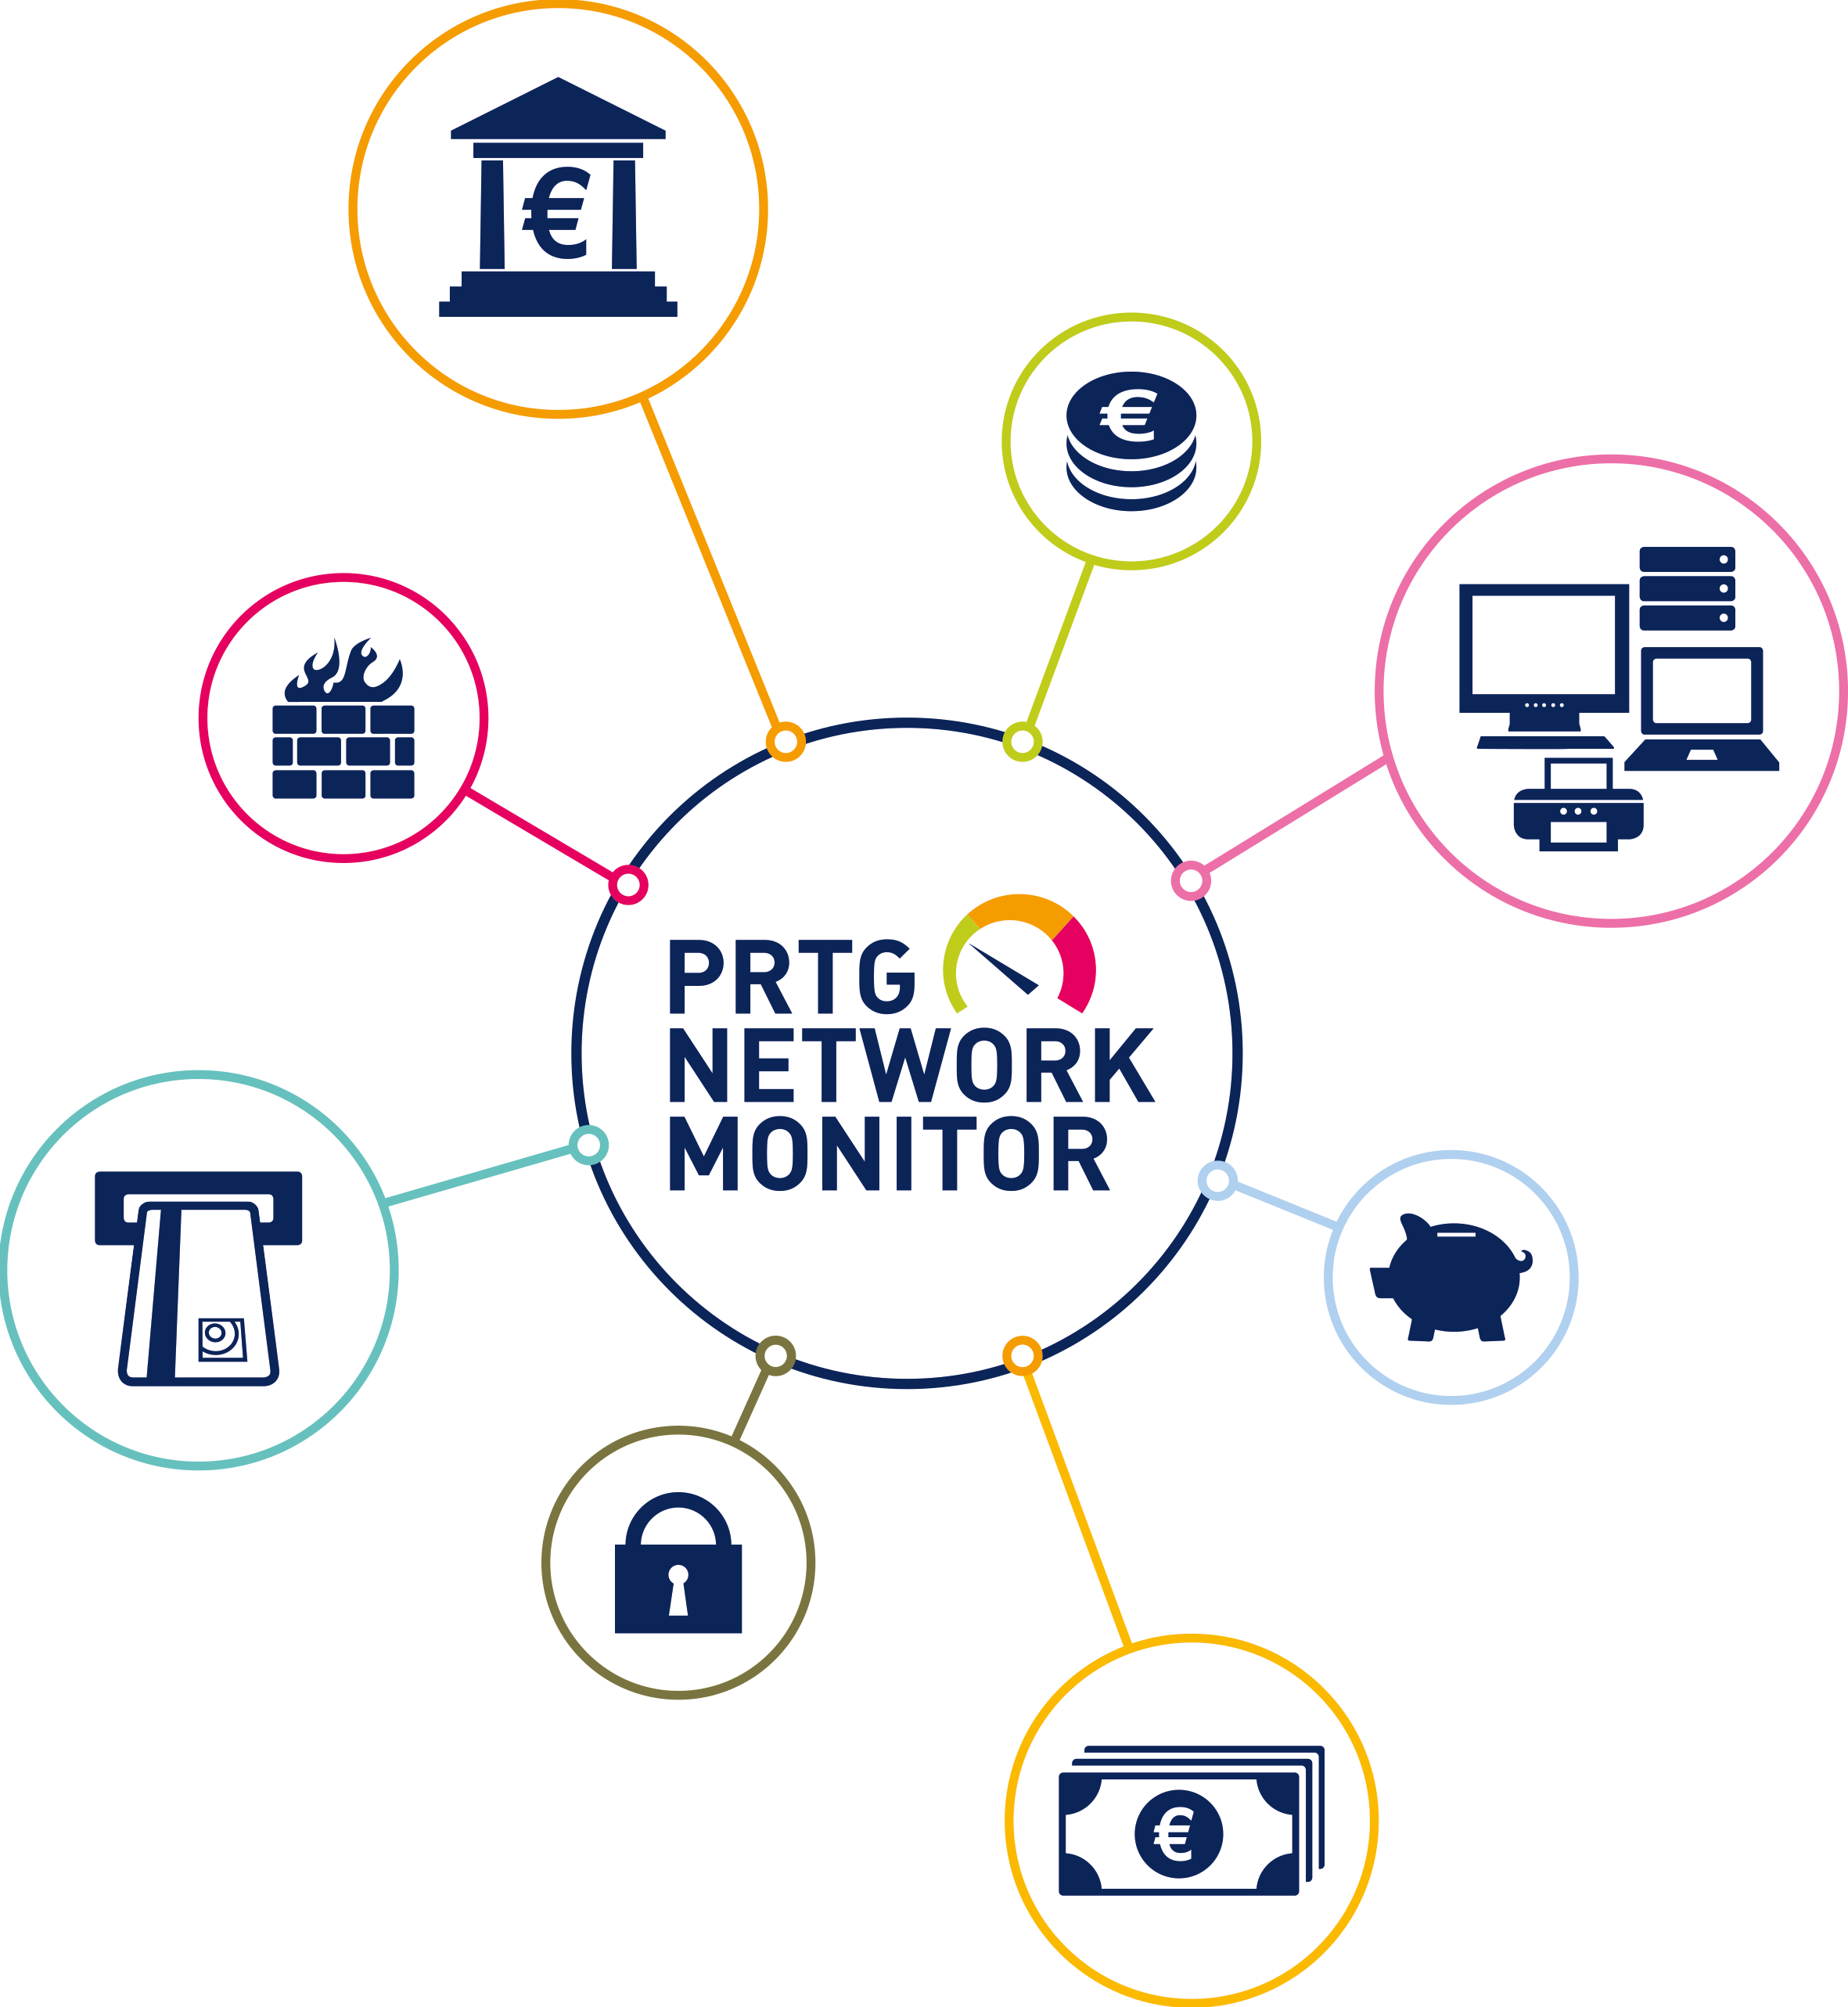 €
€
PRTG
NETWORK
MONITOR
€